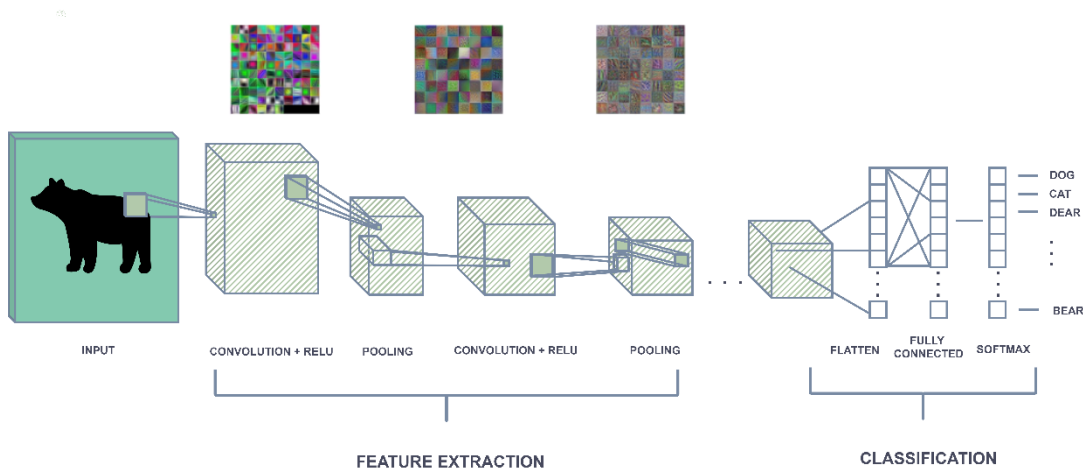 DOG
CAT
DEAR
BEAR
INPUT
CONVOLUTION + RELU
POOLING
CONVOLUTION + RELU
POOLING
FLATTEN
FULLY
CONNECTED
SOFTMAX
FEATURE EXTRACTION
CLASSIFICATION